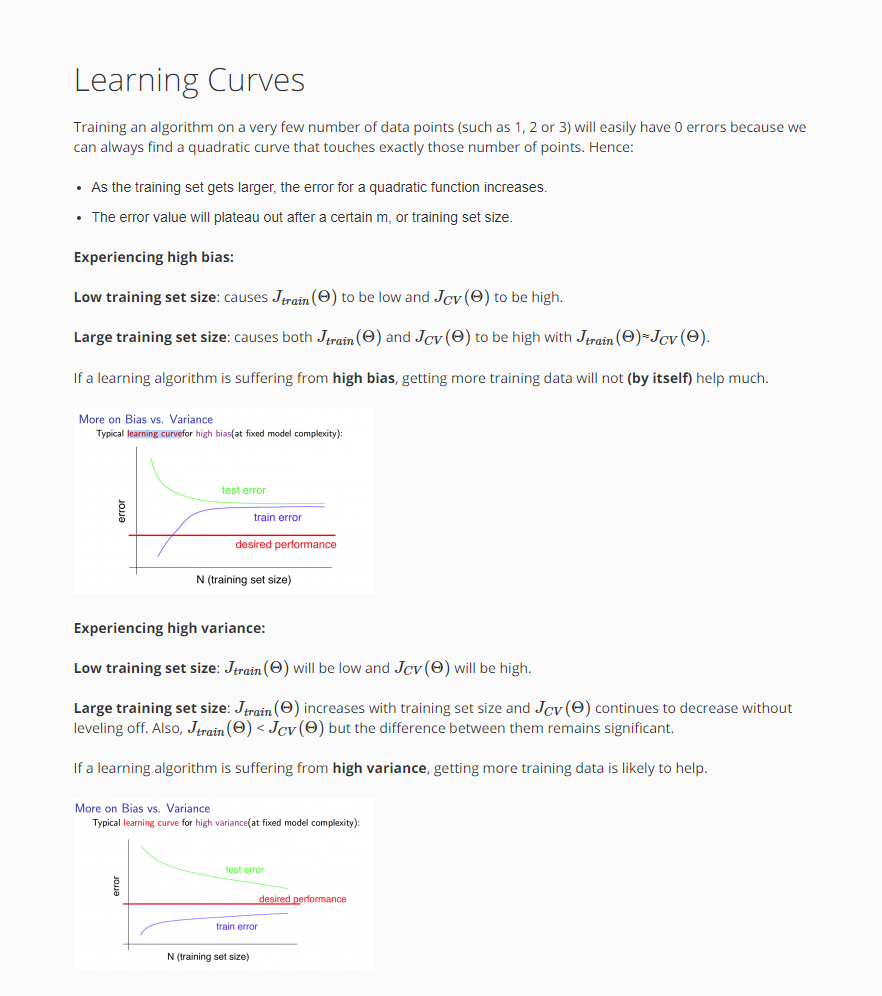 Learning Curves
Training an algorithm on a very few number of data points (such as 1, 2 or 3) will easily have 0 errors because we
can always find a quadratic curve that touches exactly those number of points. Hence:
• As the training set gets larger, the error for a quadratic function increases.
• The error value will plateau out after a certain m, or training set size.
Experiencing high bias:
Low training set size: causes J_train(Θ) to be low and J_CV(Θ) to be high.
Large training set size: causes both J_train(Θ) and J_CV(Θ) to be high with J_train(Θ)≈J_CV(Θ).
If a learning algorithm is suffering from high bias, getting more training data will not (by itself) help much.
More on Bias vs. Variance
Typical learning curvefor high bias(at fixed model complexity):
test error
error
train error
desired performance
N (training set size)
Experiencing high variance:
Low training set size: J_train(Θ) will be low and J_CV(Θ) will be high.
Large training set size: J_train(Θ) increases with training set size and J_CV(Θ) continues to decrease without
leveling off. Also, J_train(Θ) < J_CV(Θ) but the difference between them remains significant.
If a learning algorithm is suffering from high variance, getting more training data is likely to help.
More on Bias vs. Variance
Typical learning curve for high variance(at fixed model complexity):
test error
error
desired performance
train error
N (training set size)